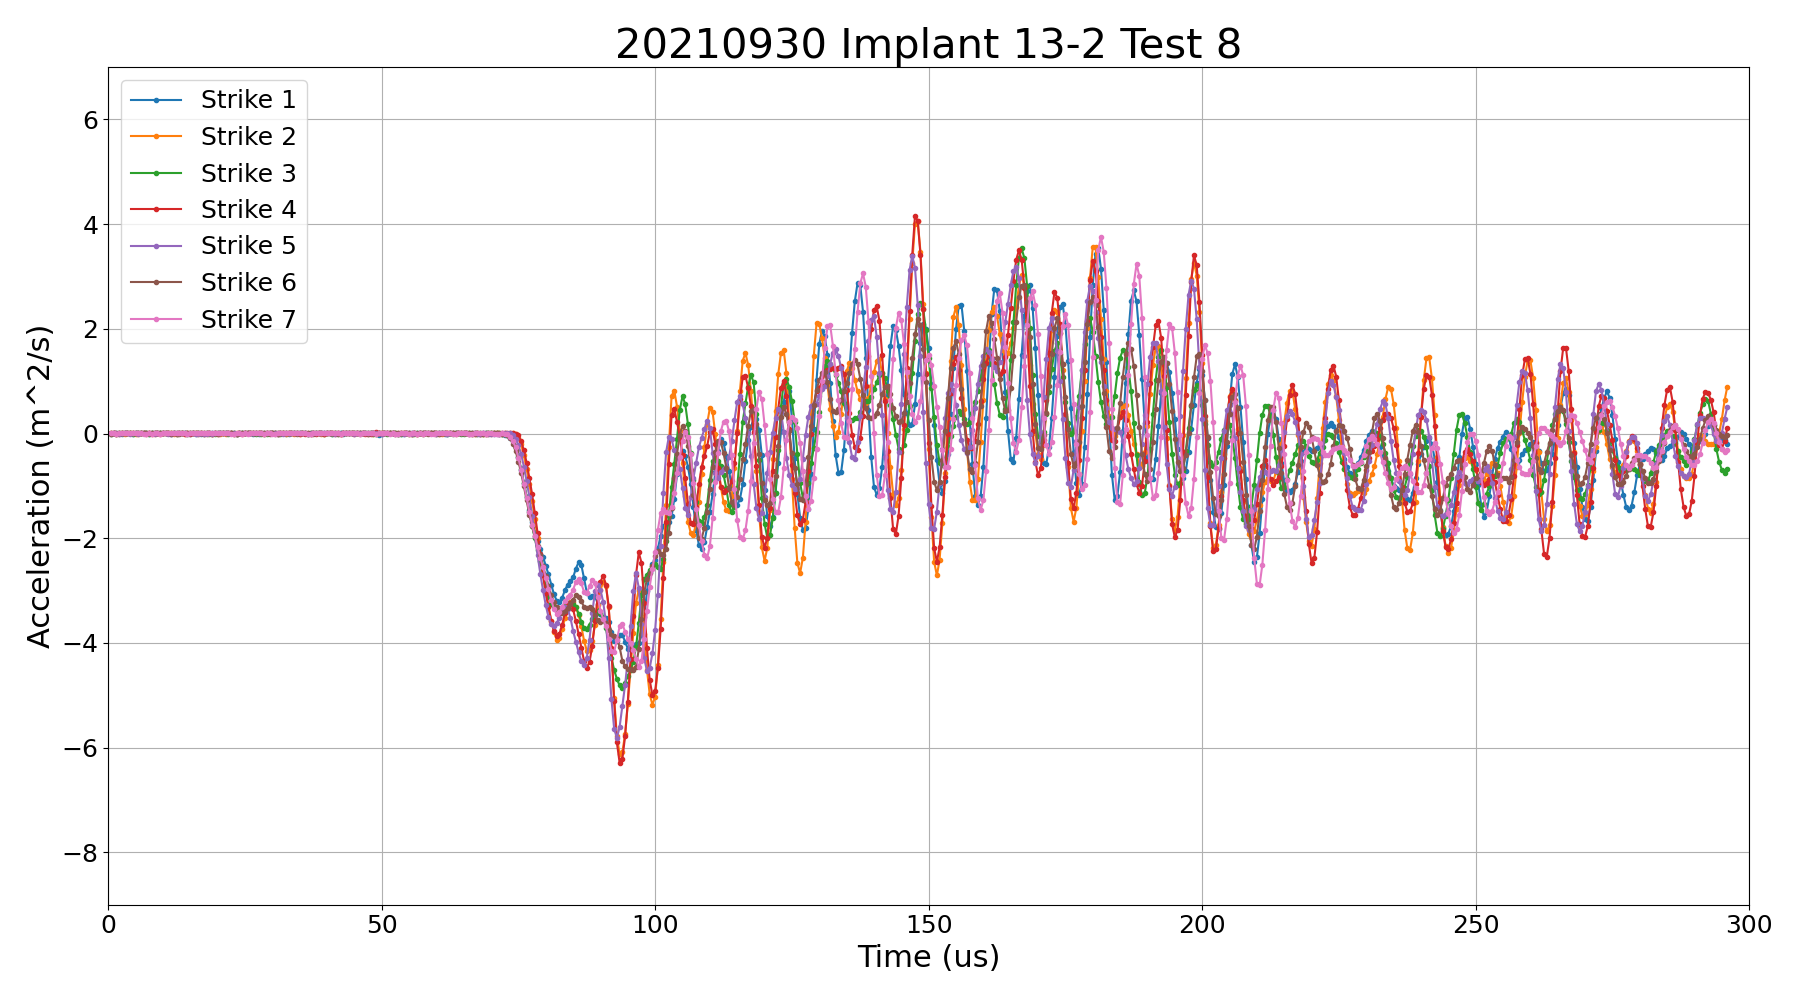 20210930 Implant 13-2 Test 8
Strike 1
Strike 2
Strike 3
Strike 4
Strike 5
Strike 6
Strike 7
Acceleration (m^2/s)
6
4
2
0
−2
−4
−6
−8
0 50 100 150 200 250 300
Time (us)